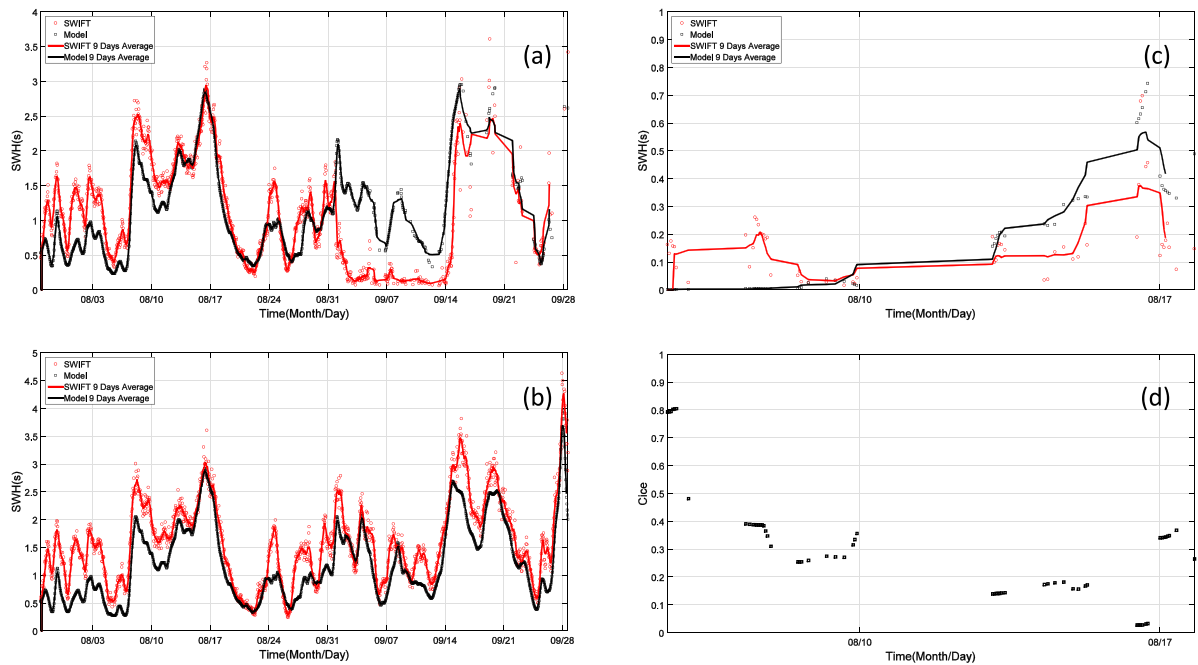 SWIFT
Model
SWIFT 9 Days Average
Model 9 Days Average
(a)
SWH(s)
4
3.5
3
2.5
2
1.5
1
0.5
0
08/03 08/10 08/17 08/24 08/31 09/07 09/14 09/21 09/28
Time(Month/Day)
SWIFT
Model
SWIFT 9 Days Average
Model 9 Days Average
(c)
SWH(s)
1
0.9
0.8
0.7
0.6
0.5
0.4
0.3
0.2
0.1
0
08/10 08/17
Time(Month/Day)
SWIFT
Model
SWIFT 9 Days Average
Model 9 Days Average
(b)
SWH(s)
5
4.5
4
3.5
3
2.5
2
1.5
1
0.5
0
08/03 08/10 08/17 08/24 08/31 09/07 09/14 09/21 09/28
Time(Month/Day)
(d)
Cice
1
0.9
0.8
0.7
0.6
0.5
0.4
0.3
0.2
0.1
0
08/10 08/17
Time(Month/Day)